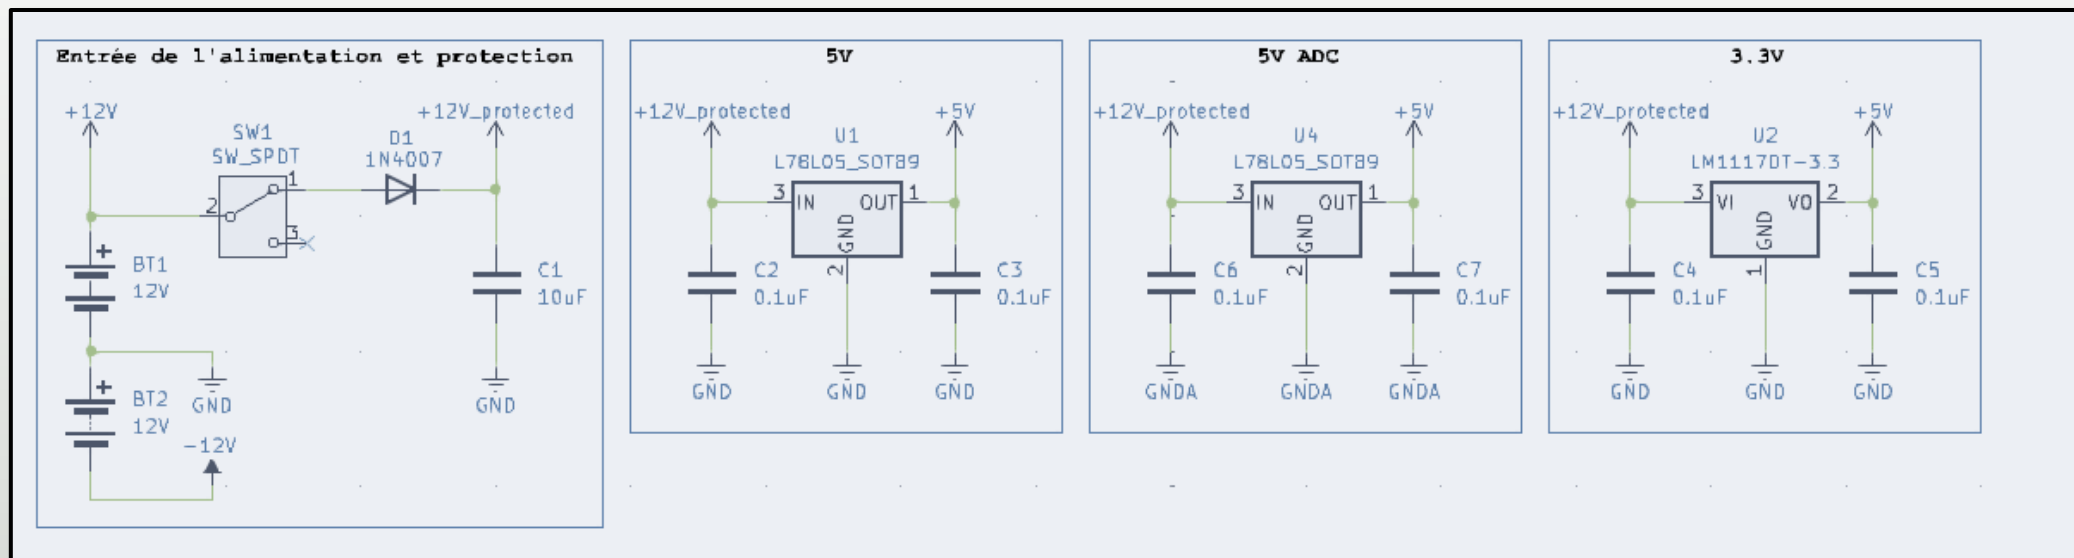 Entrée de l'alimentation et protection
+12V
+12V_protected
SW1
SW_SPDT
D1
1N4007
1
2
3
+
BT1
12V
C1
10uF
GND
+
BT2
12V
GND
-12V
5V
+12V_protected
+5V
U1
L78L05_SOT89
3
IN
OUT
1
GND
2
C2
0.1uF
C3
0.1uF
GND
GND
GND
5V ADC
+12V_protected
+5V
U4
L78L05_SOT89
3
IN
OUT
1
GND
2
C6
0.1uF
C7
0.1uF
GNDA
GNDA
GNDA
3.3V
+12V_protected
+5V
U2
LM1117DT-3.3
3
VI
VO
2
GND
1
C4
0.1uF
C5
0.1uF
GND
GND
GND